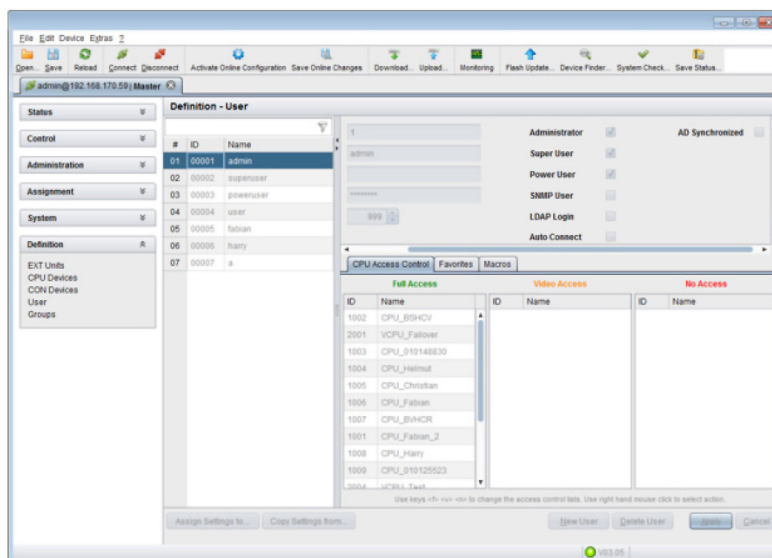 File Edit Device Extras ?
Open... Save Reload Connect Disconnect Activate Online Configuration Save Online Changes Download... Upload... Monitoring Flash Update... Device Finder... System Check... Save Status...
admin@192.168.170.59 | Master
Status
Control
Administration
Assignment
System
Definition
EXT Units
CPU Devices
CON Devices
User
Groups
Definition - User
# ID Name
01 00001 admin
02 00002 superuser
03 00003 poweruser
04 00004 user
05 00005 fabian
06 00006 harry
07 00007 a
1
admin
********
999
Administrator
Super User
Power User
SNMP User
LDAP Login
Auto Connect
AD Synchronized
CPU Access Control Favorites Macros
Full Access Video Access No Access
ID Name ID Name ID Name
1002 CPU_BSHCV
2001 VCPU_Failover
1003 CPU_010148830
1004 CPU_Helmut
1005 CPU_Christian
1006 CPU_Fabian
1007 CPU_BVHCR
1001 CPU_Fabian_2
1008 CPU_Harry
1009 CPU_010125523
2004 VCPU_Test
Use keys <f> <v> <n> to change the access control lists. Use right hand mouse click to select action.
Assign Settings to... Copy Settings from... New User Delete User Apply Cancel
V03.05